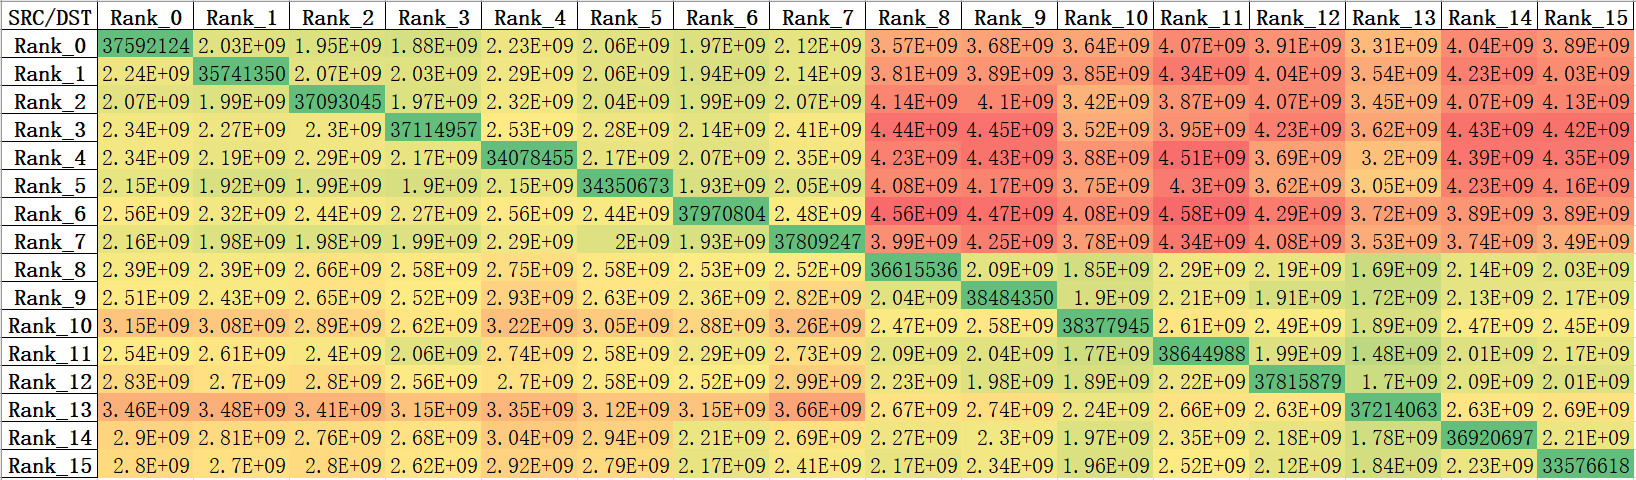 SRC/DST Rank_0 Rank_1 Rank_2 Rank_3 Rank_4 Rank_5 Rank_6 Rank_7 Rank_8 Rank_9 Rank_10 Rank_11 Rank_12 Rank_13 Rank_14 Rank_15
Rank_0 37592124 2.03E+09 1.95E+09 1.88E+09 2.23E+09 2.06E+09 1.97E+09 2.12E+09 3.57E+09 3.68E+09 3.64E+09 4.07E+09 3.91E+09 3.31E+09 4.04E+09 3.89E+09
Rank_1 2.24E+09 35741350 2.07E+09 2.03E+09 2.29E+09 2.06E+09 1.94E+09 2.14E+09 3.81E+09 3.89E+09 3.85E+09 4.34E+09 4.04E+09 3.54E+09 4.23E+09 4.03E+09
Rank_2 2.07E+09 1.99E+09 37093045 1.97E+09 2.32E+09 2.04E+09 1.99E+09 2.07E+09 4.14E+09 4.1E+09 3.42E+09 3.87E+09 4.07E+09 3.45E+09 4.07E+09 4.13E+09
Rank_3 2.34E+09 2.27E+09 2.3E+09 37114957 2.53E+09 2.28E+09 2.14E+09 2.41E+09 4.44E+09 4.45E+09 3.52E+09 3.95E+09 4.23E+09 3.62E+09 4.43E+09 4.42E+09
Rank_4 2.34E+09 2.19E+09 2.29E+09 2.17E+09 34078455 2.17E+09 2.07E+09 2.35E+09 4.23E+09 4.43E+09 3.88E+09 4.51E+09 3.69E+09 3.2E+09 4.39E+09 4.35E+09
Rank_5 2.15E+09 1.92E+09 1.99E+09 1.9E+09 2.15E+09 34350673 1.93E+09 2.05E+09 4.08E+09 4.17E+09 3.75E+09 4.3E+09 3.62E+09 3.05E+09 4.23E+09 4.16E+09
Rank_6 2.56E+09 2.32E+09 2.44E+09 2.27E+09 2.56E+09 2.44E+09 37970804 2.48E+09 4.56E+09 4.47E+09 4.08E+09 4.58E+09 4.29E+09 3.72E+09 3.89E+09 3.89E+09
Rank_7 2.16E+09 1.98E+09 1.98E+09 1.99E+09 2.29E+09 2E+09 1.93E+09 37809247 3.99E+09 4.25E+09 3.78E+09 4.34E+09 4.08E+09 3.53E+09 3.74E+09 3.49E+09
Rank_8 2.39E+09 2.39E+09 2.66E+09 2.58E+09 2.75E+09 2.58E+09 2.53E+09 2.52E+09 36615536 2.09E+09 1.85E+09 2.29E+09 2.19E+09 1.69E+09 2.14E+09 2.03E+09
Rank_9 2.51E+09 2.43E+09 2.65E+09 2.52E+09 2.93E+09 2.63E+09 2.36E+09 2.82E+09 2.04E+09 38484350 1.9E+09 2.21E+09 1.91E+09 1.72E+09 2.13E+09 2.17E+09
Rank_10 3.15E+09 3.08E+09 2.89E+09 2.62E+09 3.22E+09 3.05E+09 2.88E+09 3.26E+09 2.47E+09 2.58E+09 38377945 2.61E+09 2.49E+09 1.89E+09 2.47E+09 2.45E+09
Rank_11 2.54E+09 2.61E+09 2.4E+09 2.06E+09 2.74E+09 2.58E+09 2.29E+09 2.73E+09 2.09E+09 2.04E+09 1.77E+09 38644988 1.99E+09 1.48E+09 2.01E+09 2.17E+09
Rank_12 2.83E+09 2.7E+09 2.8E+09 2.56E+09 2.7E+09 2.58E+09 2.52E+09 2.99E+09 2.23E+09 1.98E+09 1.89E+09 2.22E+09 37815879 1.7E+09 2.09E+09 2.01E+09
Rank_13 3.46E+09 3.48E+09 3.41E+09 3.15E+09 3.35E+09 3.12E+09 3.15E+09 3.66E+09 2.67E+09 2.74E+09 2.24E+09 2.66E+09 2.63E+09 37214063 2.63E+09 2.69E+09
Rank_14 2.9E+09 2.81E+09 2.76E+09 2.68E+09 3.04E+09 2.94E+09 2.21E+09 2.69E+09 2.27E+09 2.3E+09 1.97E+09 2.35E+09 2.18E+09 1.78E+09 36920697 2.21E+09
Rank_15 2.8E+09 2.7E+09 2.8E+09 2.62E+09 2.92E+09 2.79E+09 2.17E+09 2.41E+09 2.17E+09 2.34E+09 1.96E+09 2.52E+09 2.12E+09 1.84E+09 2.23E+09 33576618